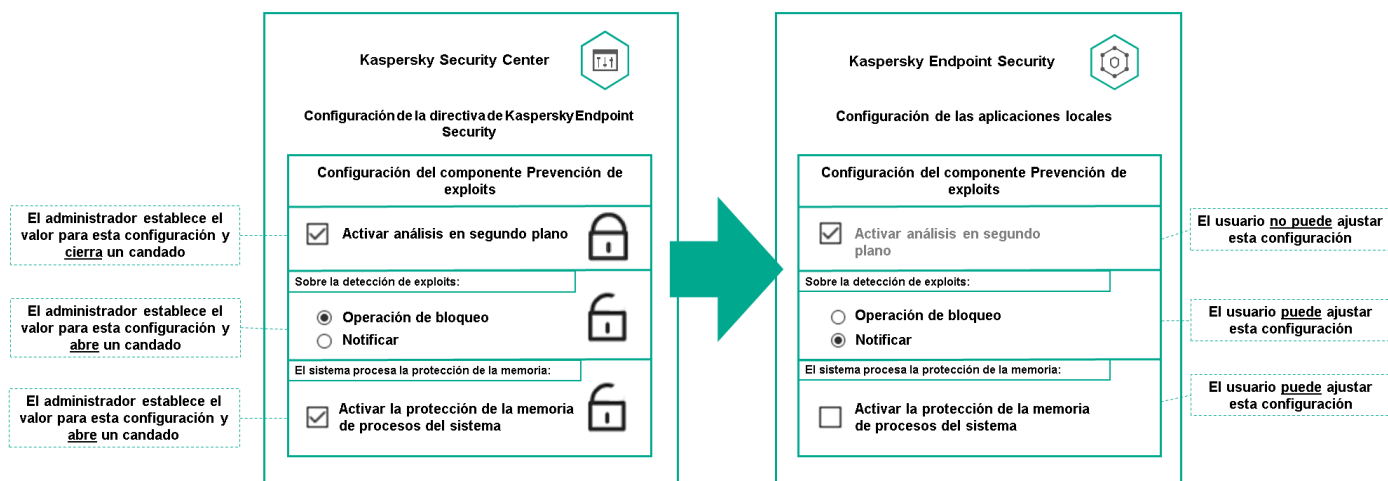 Kaspersky Security Center
Configuración de la directiva de Kaspersky Endpoint
Security
Configuración del componente Prevención de
exploits
El administrador establece el
valor para esta configuración y
cierra un candado
Activar análisis en segundo plano
Sobre la detección de exploits:
El administrador establece el
valor para esta configuración y
abre un candado
Operación de bloqueo
Notificar
El sistema procesa la protección de la memoria:
El administrador establece el
valor para esta configuración y
abre un candado
Activar la protección de la memoria
de procesos del sistema
Kaspersky Endpoint Security
Configuración de las aplicaciones locales
Configuración del componente Prevención de
exploits
Activar análisis en segundo
plano
El usuario no puede ajustar
esta configuración
Sobre la detección de exploits:
Operación de bloqueo
Notificar
El usuario puede ajustar
esta configuración
El sistema procesa la protección de la memoria:
Activar la protección de la memoria
de procesos del sistema
El usuario puede ajustar
esta configuración